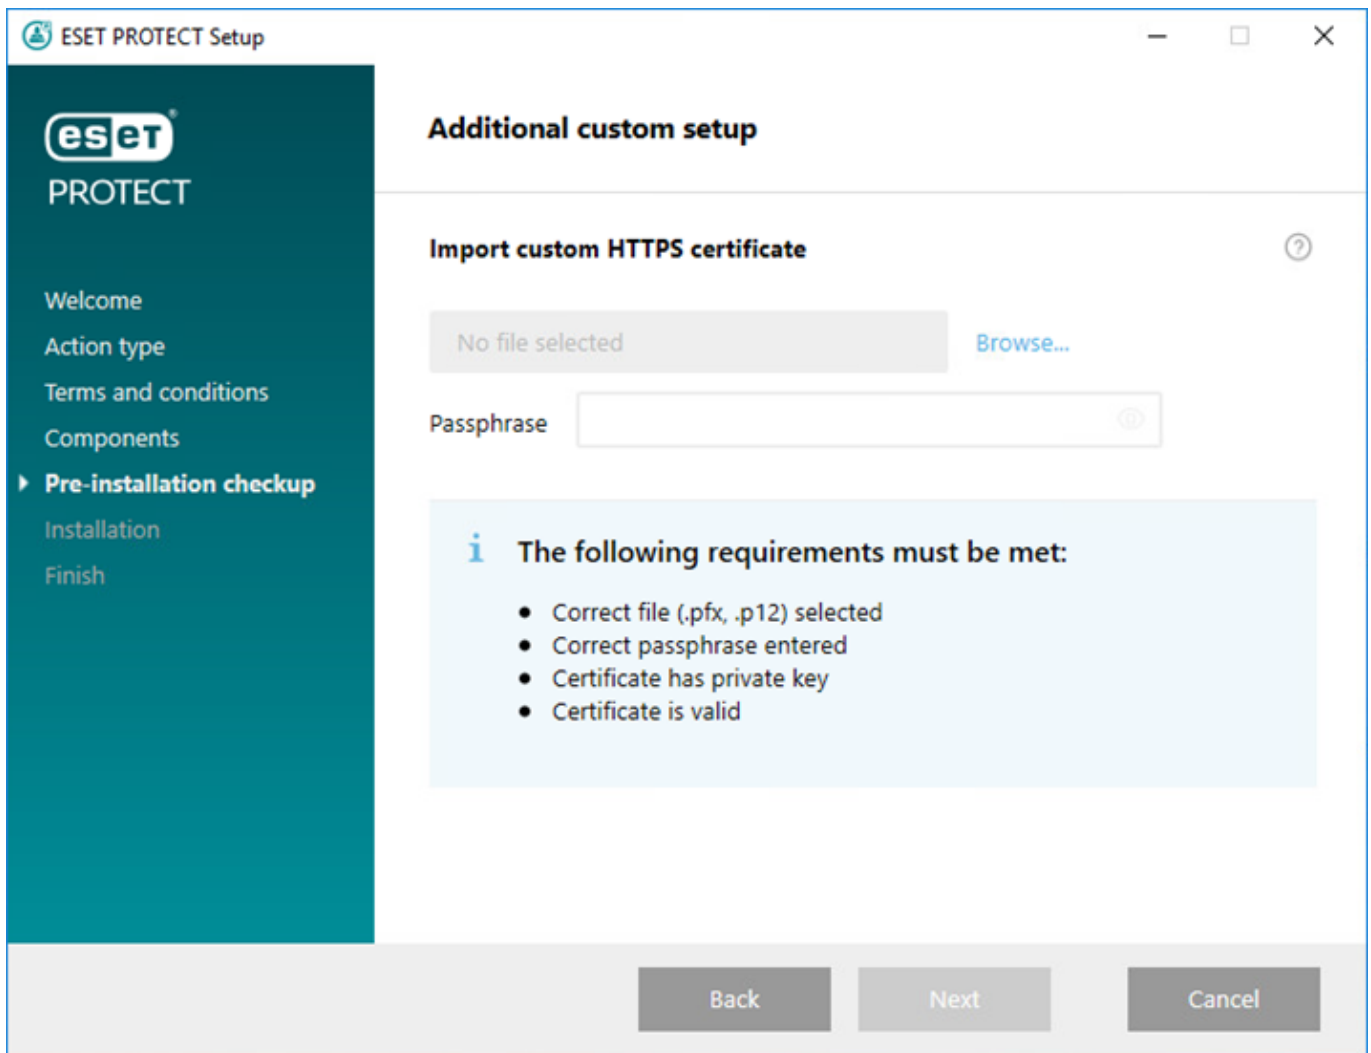 ESET PROTECT Setup
eset®
PROTECT
Welcome
Action type
Terms and conditions
Components
Pre-installation checkup
Installation
Finish
Additional custom setup
Import custom HTTPS certificate
?
No file selected
Browse...
Passphrase
i The following requirements must be met:
• Correct file (.pfx, .p12) selected
• Correct passphrase entered
• Certificate has private key
• Certificate is valid
Back
Next
Cancel